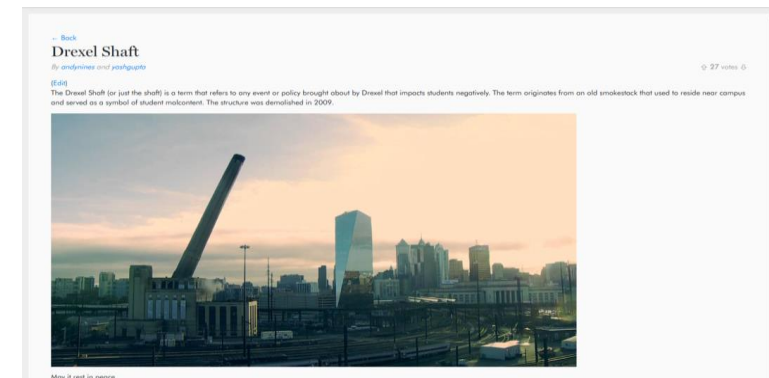 ← Back
Drexel Shaft
By andynines and yashgupta
⇧ 27 votes ⇩
(Edit)
The Drexel Shaft (or just the shaft) is a term that refers to any event or policy brought about by Drexel that impacts students negatively. The term originates from an old smokestack that used to reside near campus
and served as a symbol of student malcontent. The structure was demolished in 2009.
May it rest in peace